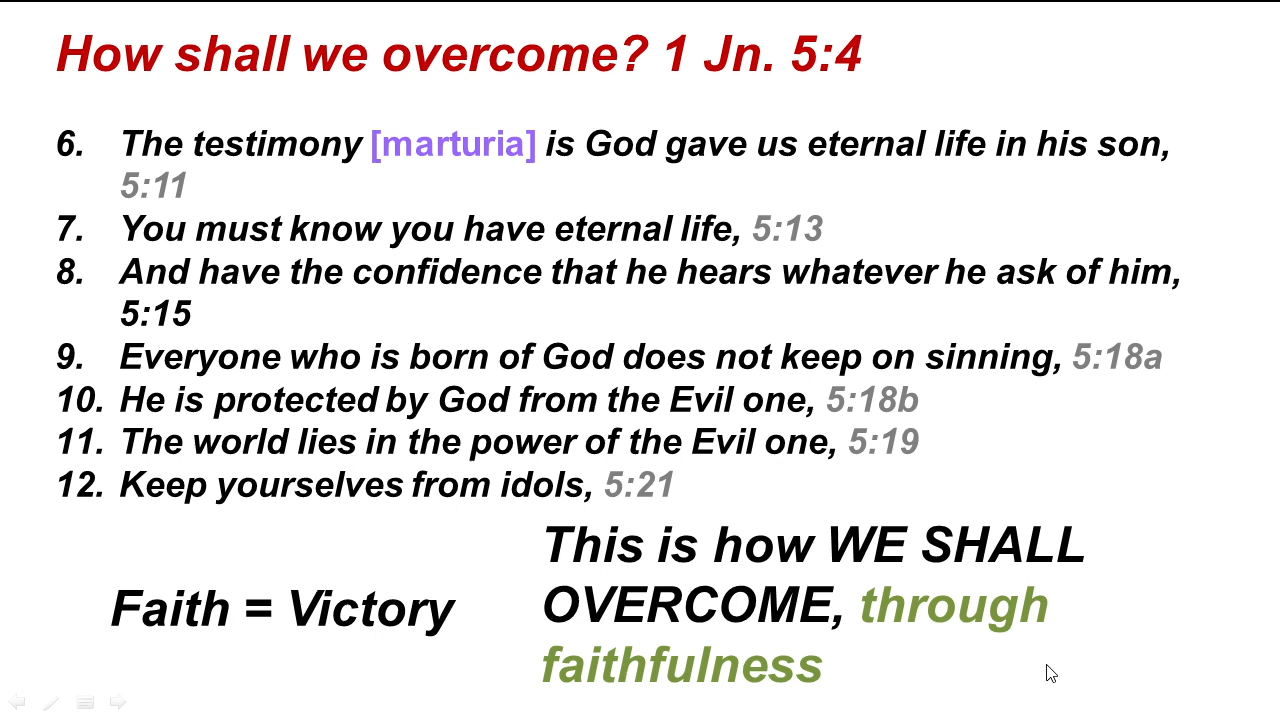 How shall we overcome? 1 Jn. 5:4
6. The testimony [marturia] is God gave us eternal life in his son,
5:11
7. You must know you have eternal life, 5:13
8. And have the confidence that he hears whatever he ask of him,
5:15
9. Everyone who is born of God does not keep on sinning, 5:18a
10. He is protected by God from the Evil one, 5:18b
11. The world lies in the power of the Evil one, 5:19
12. Keep yourselves from idols, 5:21
Faith = Victory
This is how WE SHALL
OVERCOME, through
faithfulness